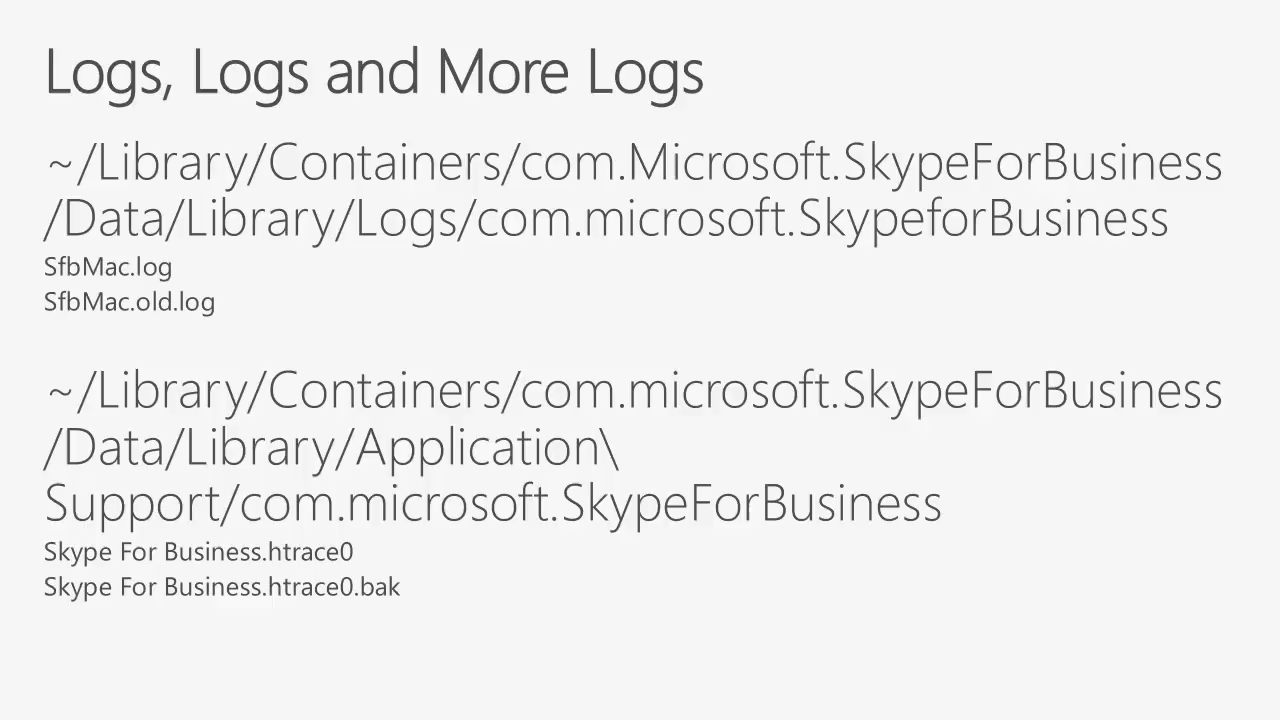 Logs, Logs and More Logs
~/Library/Containers/com.Microsoft.SkypeForBusiness
/Data/Library/Logs/com.microsoft.SkypeforBusiness
SfbMac.log
SfbMac.old.log
~/Library/Containers/com.microsoft.SkypeForBusiness
/Data/Library/Application\
Support/com.microsoft.SkypeForBusiness
Skype For Business.htrace0
Skype For Business.htrace0.bak